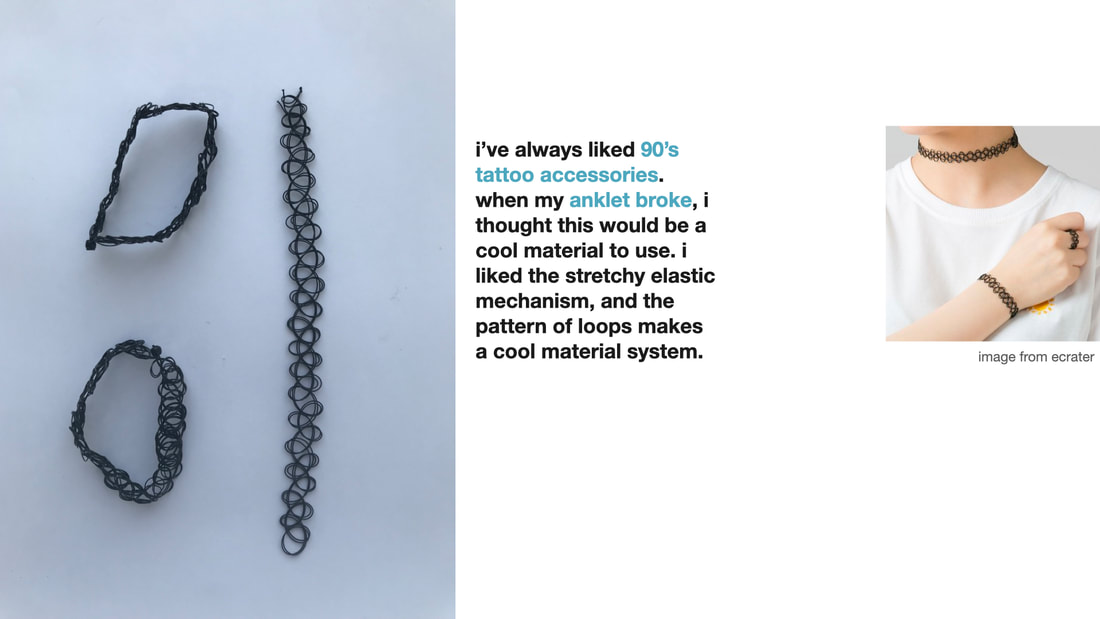 i’ve always liked 90’s
tattoo accessories.
when my anklet broke, i
thought this would be a
cool material to use. i
liked the stretchy elastic
mechanism, and the
pattern of loops makes
a cool material system.
image from ecrater